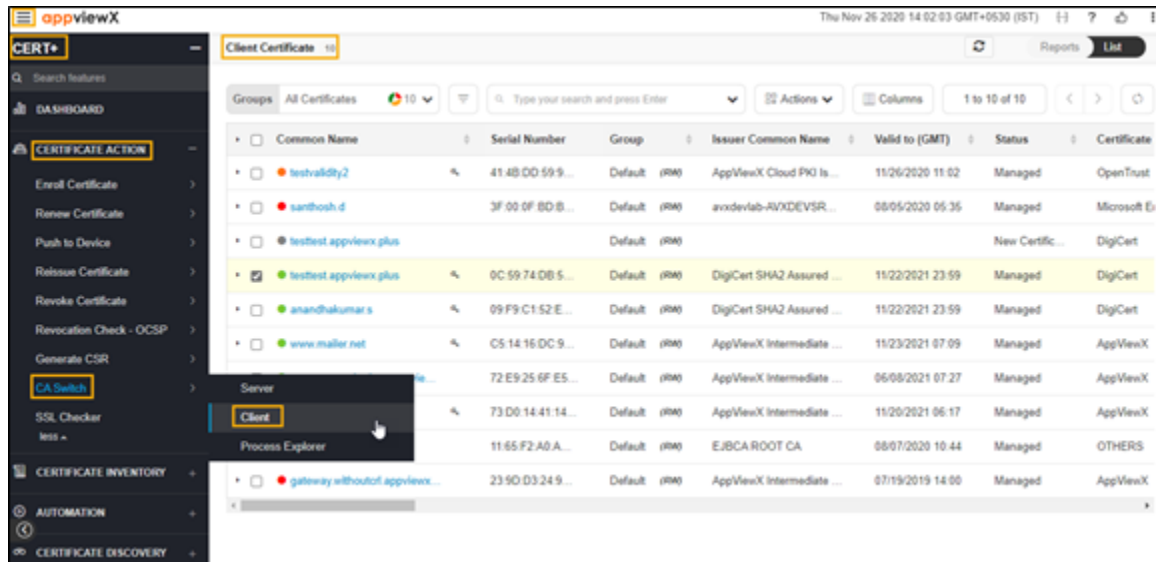 appviewX
Thu Nov 26 2020 14:02:03 GMT+0530 (IST)
CERT+
Client Certificate 10
Reports List
Search features
DASHBOARD
CERTIFICATE ACTION
Enroll Certificate
Renew Certificate
Push to Device
Reissue Certificate
Revoke Certificate
Revocation Check - OCSP
Generate CSR
CA Switch
SSL Checker
less
CERTIFICATE INVENTORY
AUTOMATION
CERTIFICATE DISCOVERY
Server
Client
Process Explorer
Groups All Certificates 10 Type your search and press Enter Actions Columns 1 to 10 of 10
Common Name Serial Number Group Issuer Common Name Valid to (GMT) Status Certificate
testvalidity2 41:4B:DD:59:9... Default (RW) AppViewX Cloud PKI Is... 11/26/2020 11:02 Managed OpenTrust
santhosh.d 3F:00:0F:BD:B... Default (RW) avxdevlab-AVXDEVSR... 08/05/2020 05:35 Managed Microsoft E
testtest.appviewx.plus Default (RW) New Certific... DigiCert
testtest.appviewx.plus 0C:59:74:DB:5... Default (RW) DigiCert SHA2 Assured ... 11/22/2021 23:59 Managed DigiCert
anandhakumar.s 09:F9:C1:52:E... Default (RW) DigiCert SHA2 Assured ... 11/22/2021 23:59 Managed DigiCert
www.mailer.net C5:14:16:DC:9... Default (RW) AppViewX Intermediate ... 11/23/2021 07:09 Managed AppViewX
72:E9:25:6F:E5... Default (RW) AppViewX Intermediate ... 06/08/2021 07:27 Managed AppViewX
73:D0:14:41:14... Default (RW) AppViewX Intermediate ... 11/20/2021 06:17 Managed AppViewX
11:65:F2:A0:A... Default (RW) EJBCA ROOT CA 08/07/2020 10:44 Managed OTHERS
gateway.withoutcrl.appviewx... 23:9D:D3:24:9... Default (RW) AppViewX Intermediate ... 07/19/2019 14:00 Managed AppViewX